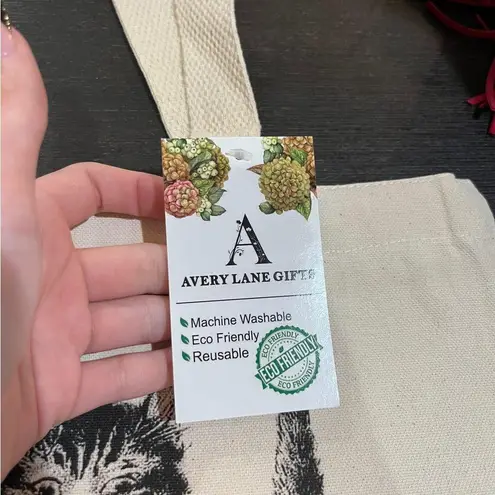 A
AVERY LANE GIFTS
Machine Washable
Eco Friendly
Reusable
ECO FRIENDLY
ECO FRIENDLY
ECO FRIENDLY